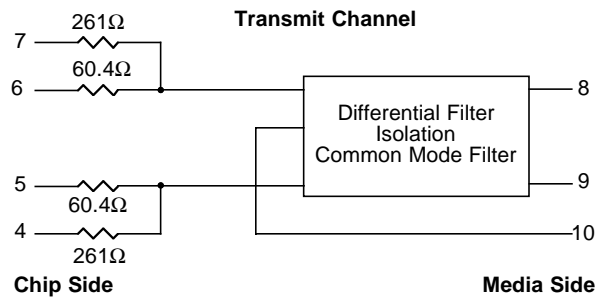 Transmit Channel
261Ω
7
60.4Ω
6
8
Differential Filter
Isolation
Common Mode Filter
5
9
60.4Ω
4
10
261Ω
Chip Side
Media Side